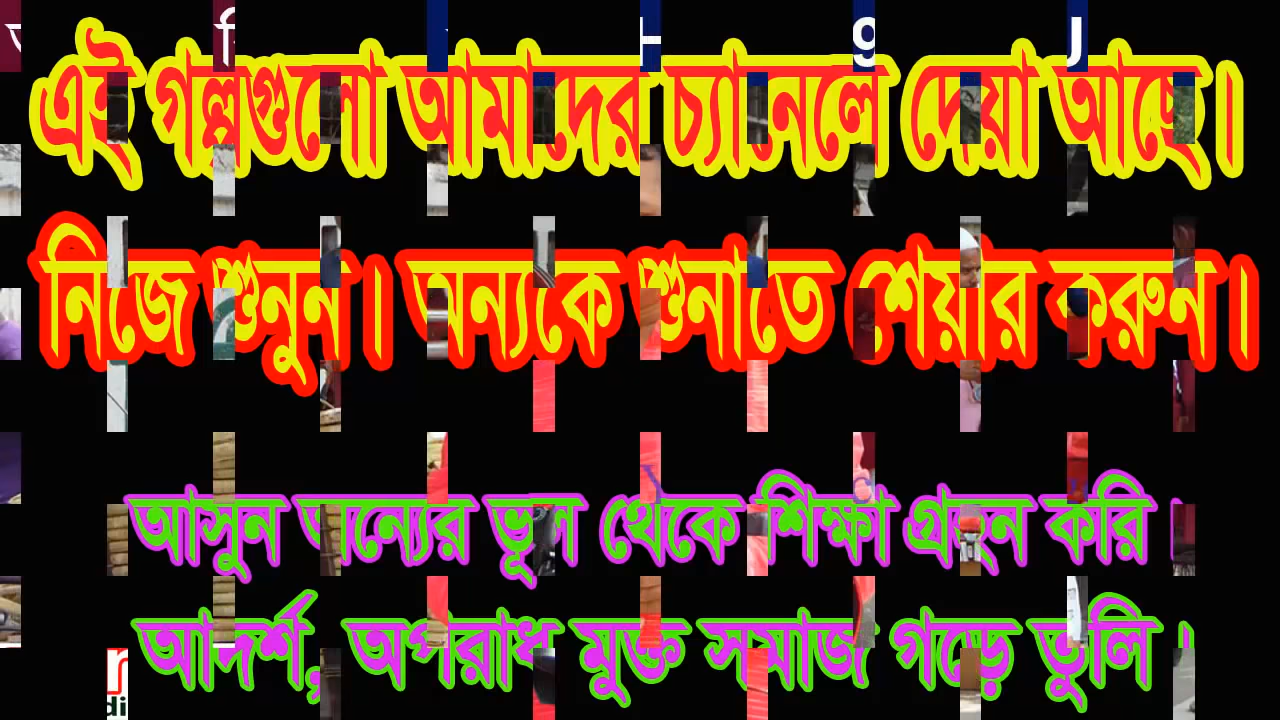 এই গল্পগুলো আমাদের চ্যানেলে দেয়া আছে।
নিজে শুনুন। অন্যকে শুনাতে শেয়ার করুন।
আসুন অন্যের ভূল থেকে শিক্ষা গ্রহন করি।
আদর্শ, অপরাধ মুক্ত সমাজ গড়ে তুলি।